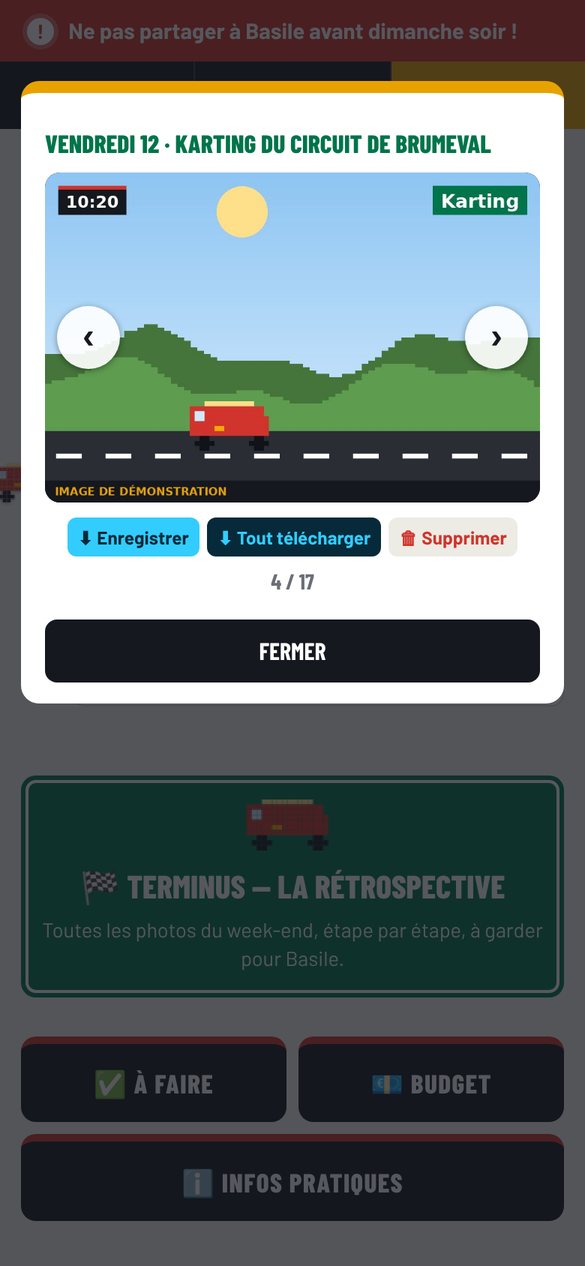 ! Ne pas partager à Basile avant dimanche soir !
VENDREDI 12 · KARTING DU CIRCUIT DE BRUMEVAL
10:20
Karting
‹ ›
IMAGE DE DÉMONSTRATION
⬇ Enregistrer
⬇ Tout télécharger
🗑 Supprimer
4 / 17
FERMER
🏁 TERMINUS — LA RÉTROSPECTIVE
Toutes les photos du week-end, étape par étape, à garder
pour Basile.
✅ À FAIRE
💶 BUDGET
ℹ️ INFOS PRATIQUES